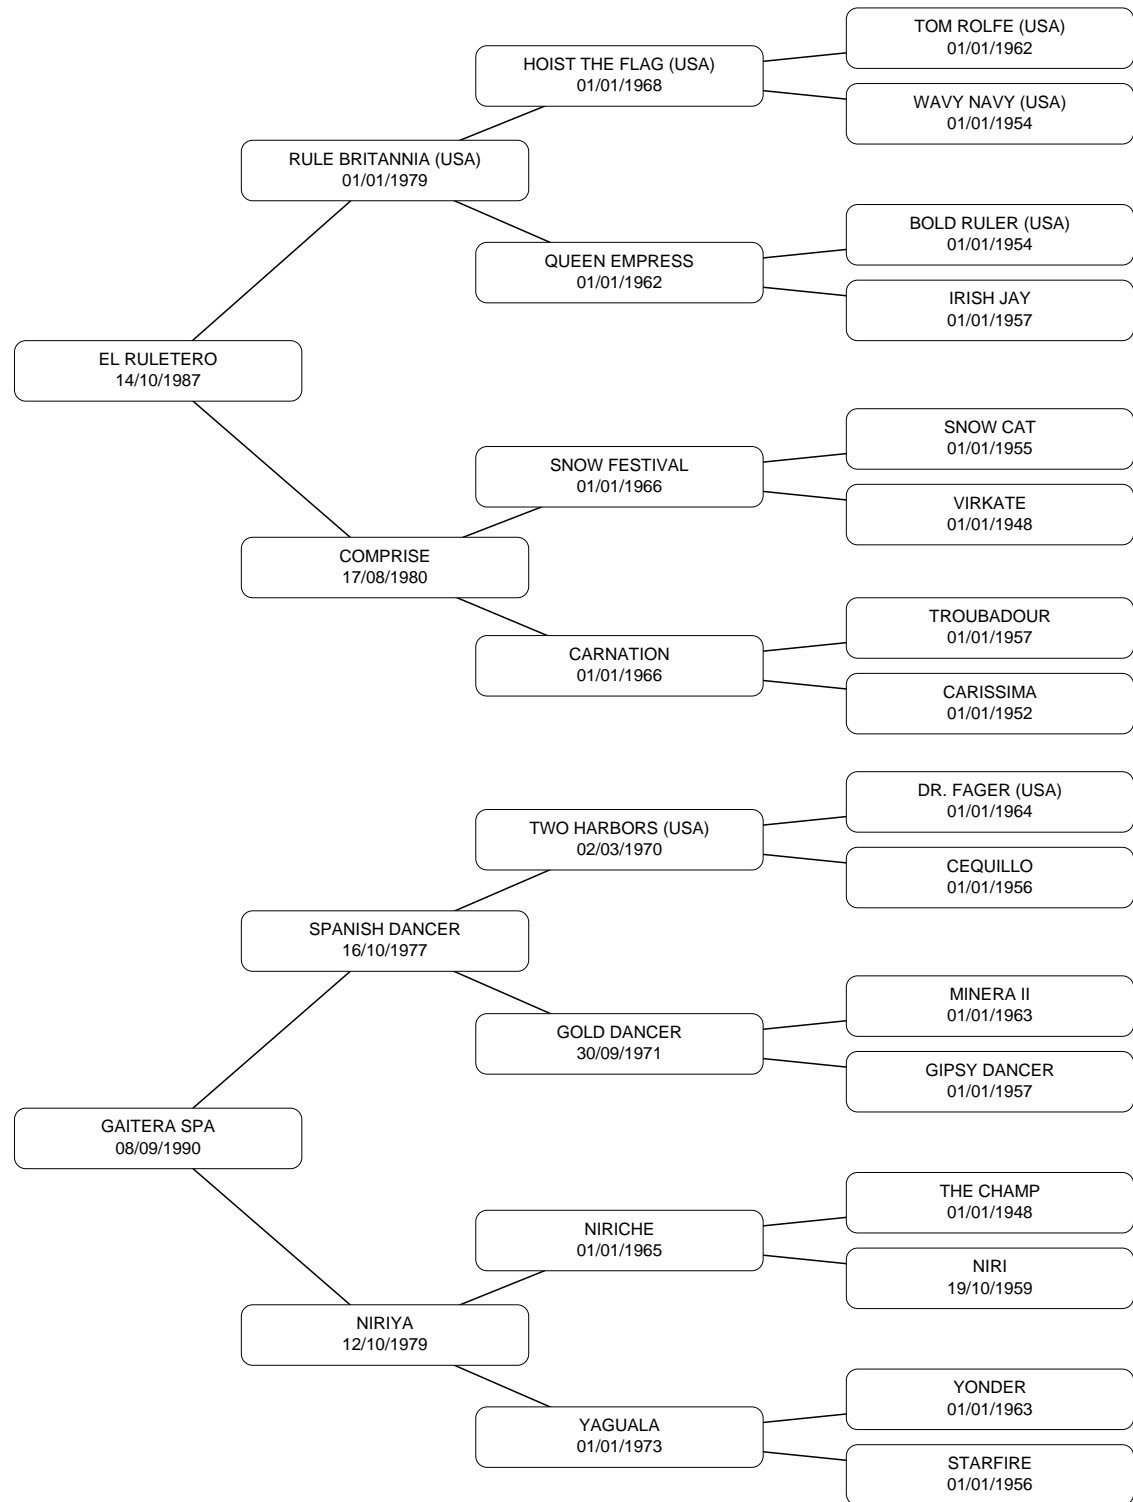 TOM ROLFE (USA)
01/01/1962
HOIST THE FLAG (USA)
01/01/1968
WAVY NAVY (USA)
01/01/1954
RULE BRITANNIA (USA)
01/01/1979
BOLD RULER (USA)
01/01/1954
QUEEN EMPRESS
01/01/1962
IRISH JAY
01/01/1957
EL RULETERO
14/10/1987
SNOW CAT
01/01/1955
SNOW FESTIVAL
01/01/1966
VIRKATE
01/01/1948
COMPRISE
17/08/1980
TROUBADOUR
01/01/1957
CARNATION
01/01/1966
CARISSIMA
01/01/1952
DR. FAGER (USA)
01/01/1964
TWO HARBORS (USA)
02/03/1970
CEQUILLO
01/01/1956
SPANISH DANCER
16/10/1977
MINERA II
01/01/1963
GOLD DANCER
30/09/1971
GIPSY DANCER
01/01/1957
GAITERA SPA
08/09/1990
THE CHAMP
01/01/1948
NIRICHE
01/01/1965
NIRI
19/10/1959
NIRIYA
12/10/1979
YONDER
01/01/1963
YAGUALA
01/01/1973
STARFIRE
01/01/1956